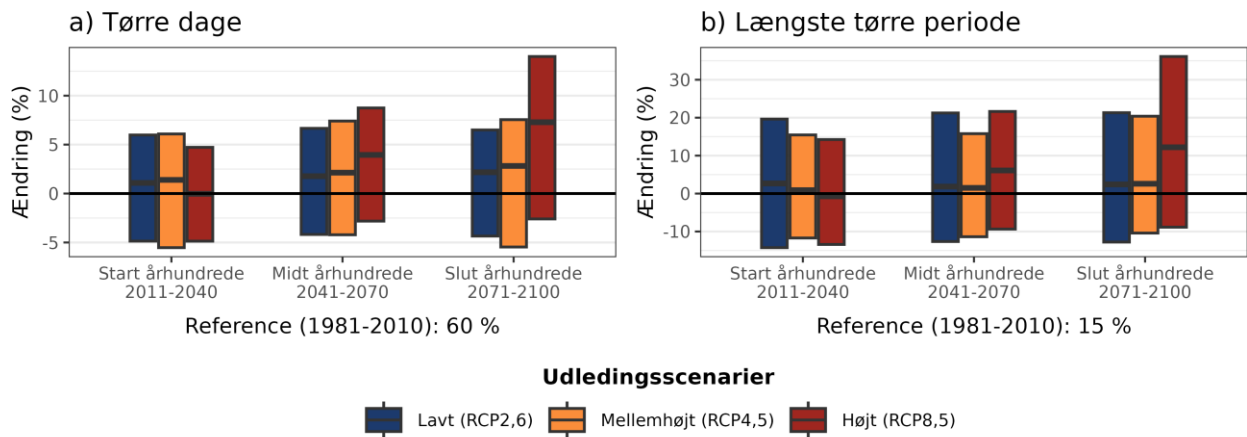 a) Tørre dage
Ændring (%)
10
5
0
-5
Start århundrede
2011-2040
Midt århundrede
2041-2070
Slut århundrede
2071-2100
Reference (1981-2010): 60 %
b) Længste tørre periode
Ændring (%)
30
20
10
0
-10
Start århundrede
2011-2040
Midt århundrede
2041-2070
Slut århundrede
2071-2100
Reference (1981-2010): 15 %
Udledingsscenarier
Lavt (RCP2,6)
Mellemhøjt (RCP4,5)
Højt (RCP8,5)